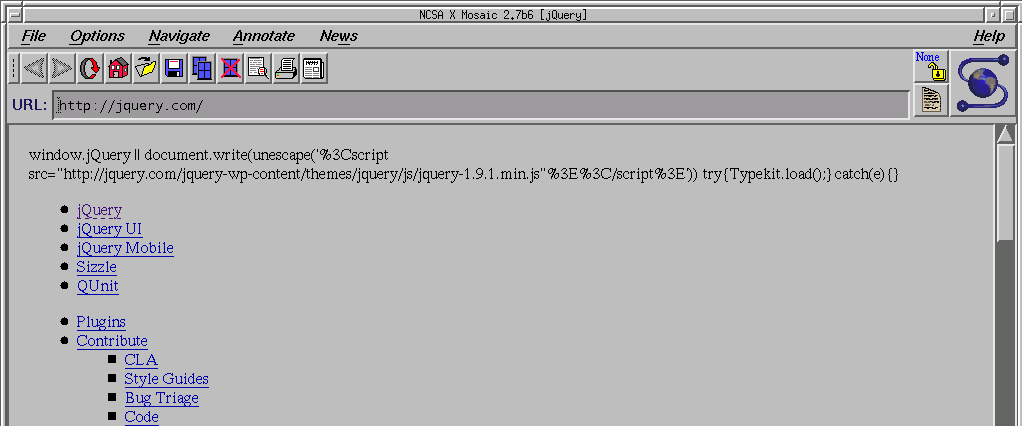 NCSA X Mosaic 2.7b6 [jQuery]
File Options Navigate Annotate News Help
None
URL: http://jquery.com/
window.jQuery || document.write(unescape('%3Cscript
src="http://jquery.com/jquery-wp-content/themes/jquery/js/jquery-1.9.1.min.js"%3E%3C/script%3E')) try{Typekit.load();}catch(e){}
jQuery
jQuery UI
jQuery Mobile
Sizzle
QUnit
Plugins
Contribute
CLA
Style Guides
Bug Triage
Code